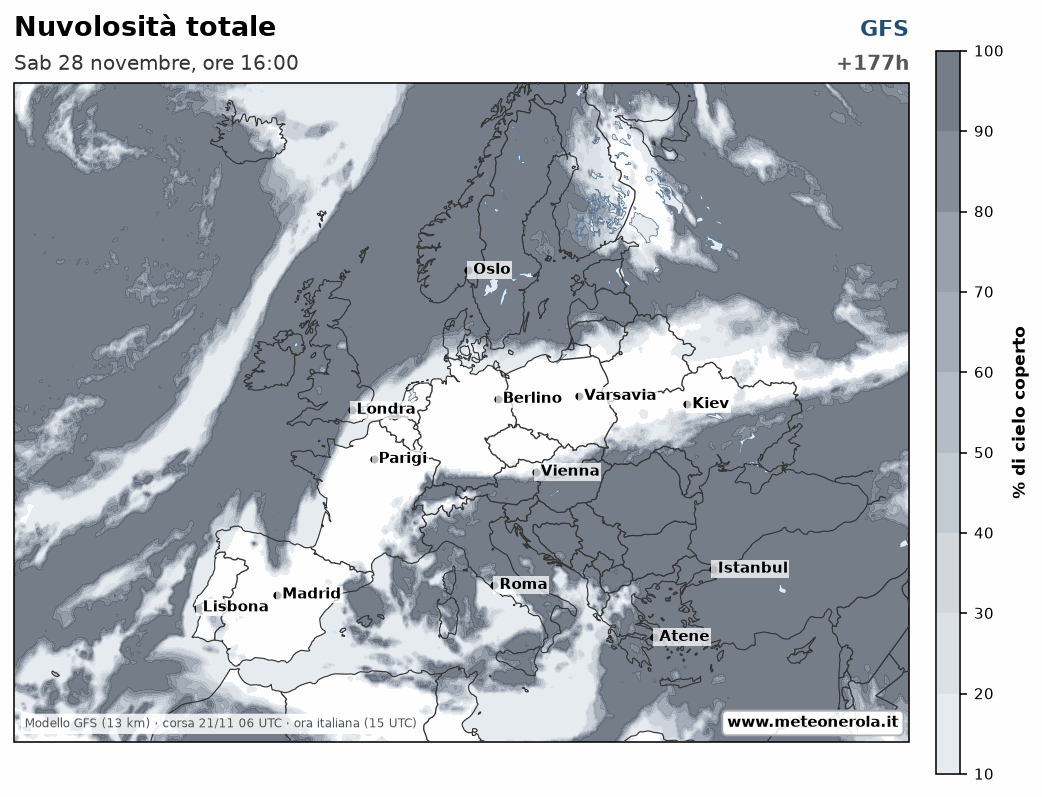 Nuvolosità totale
GFS
Sab 28 novembre, ore 16:00
+177h
100
90
80
70
60
50
40
30
20
10
% di cielo coperto
Oslo
Londra
Berlino
Varsavia
Kiev
Parigi
Vienna
Istanbul
Roma
Madrid
Lisbona
Atene
Modello GFS (13 km) · corsa 21/11 06 UTC · ora italiana (15 UTC)
www.meteonerola.it